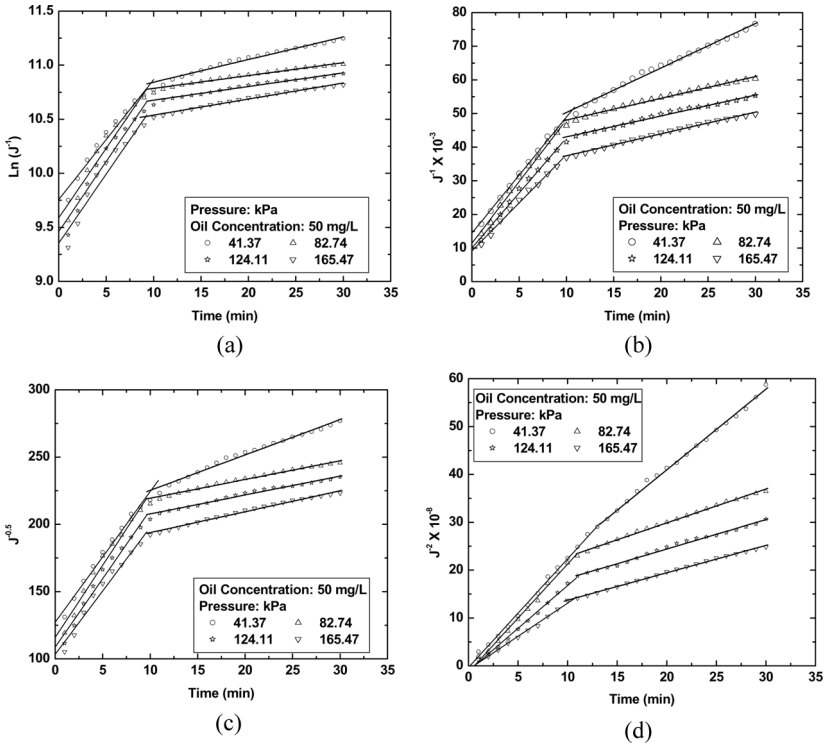 11.5
11.0
10.5
10.0
9.5
9.0
Ln (J⁻¹)
Pressure: kPa
Oil Concentration: 50 mg/L
41.37 82.74
124.11 165.47
0 5 10 15 20 25 30 35
Time (min)
(a)
80
70
60
50
40
30
20
10
0
J⁻¹ X 10⁻³
Oil Concentration: 50 mg/L
Pressure: kPa
41.37 82.74
124.11 165.47
0 5 10 15 20 25 30 35
Time (min)
(b)
300
250
200
150
100
J⁻⁰·⁵
Oil Concentration: 50 mg/L
Pressure: kPa
41.37 82.74
124.11 165.47
0 5 10 15 20 25 30 35
Time (min)
(c)
60
50
40
30
20
10
0
J⁻² X 10⁻⁸
Oil Concentration: 50 mg/L
Pressure: kPa
41.37 82.74
124.11 165.47
0 5 10 15 20 25 30 35
Time (min)
(d)